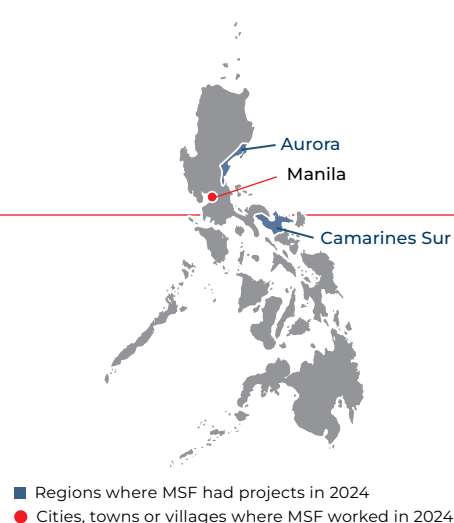 Aurora
Manila
Camarines Sur
Regions where MSF had projects in 2024
Cities, towns or villages where MSF worked in 2024